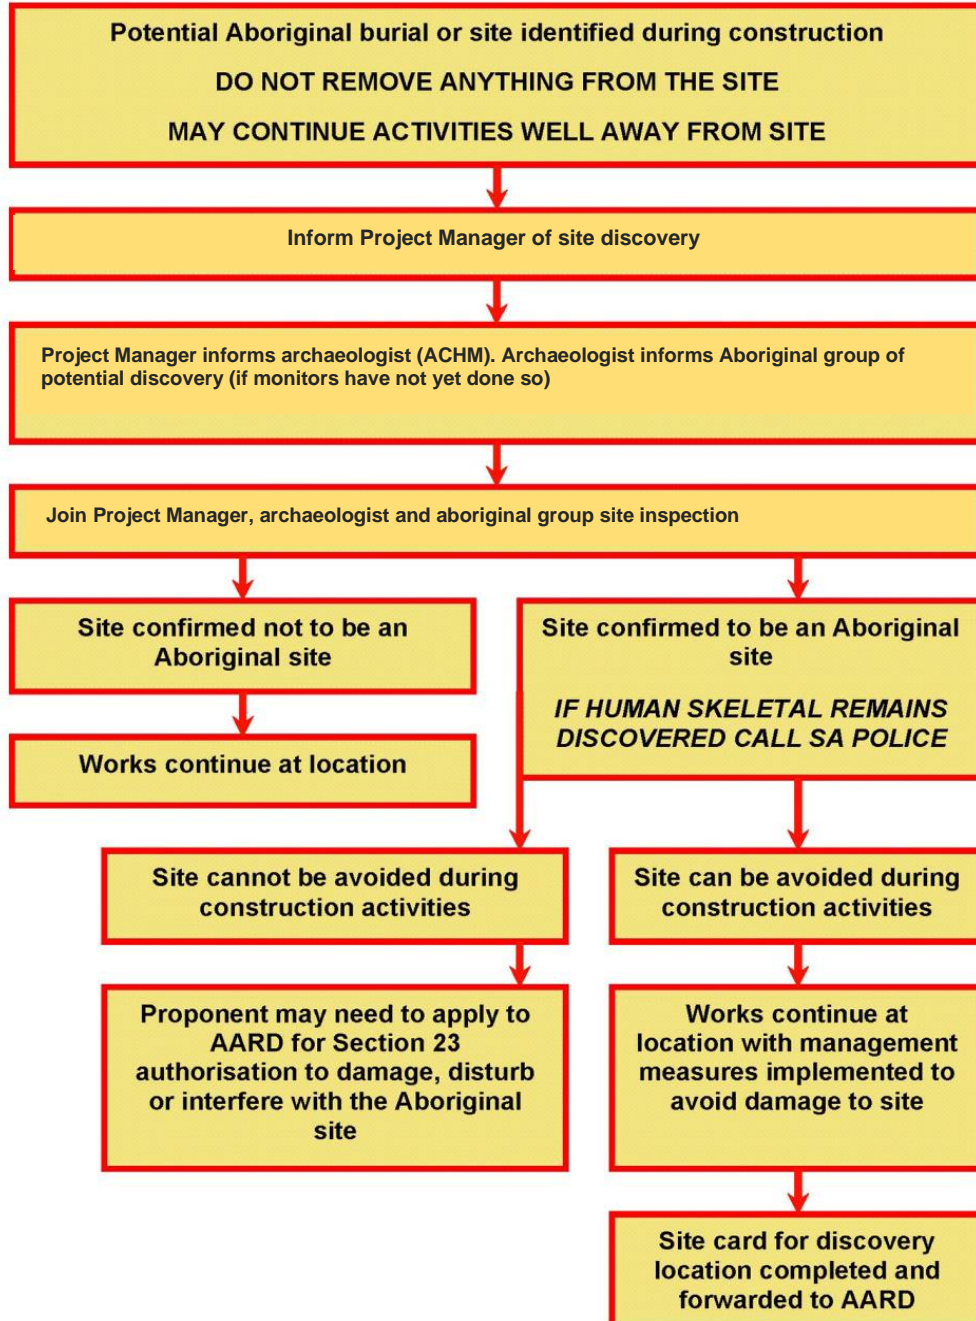 Potential Aboriginal burial or site identified during construction
DO NOT REMOVE ANYTHING FROM THE SITE
MAY CONTINUE ACTIVITIES WELL AWAY FROM SITE
Inform Project Manager of site discovery
Project Manager informs archaeologist (ACHM). Archaeologist informs Aboriginal group of
potential discovery (if monitors have not yet done so)
Join Project Manager, archaeologist and aboriginal group site inspection
Site confirmed not to be an
Aboriginal site
Works continue at location
Site confirmed to be an Aboriginal
site
IF HUMAN SKELETAL REMAINS
DISCOVERED CALL SA POLICE
Site cannot be avoided during
construction activities
Proponent may need to apply to
AARD for Section 23
authorisation to damage, disturb
or interfere with the Aboriginal
site
Site can be avoided during
construction activities
Works continue at
location with management
measures implemented to
avoid damage to site
Site card for discovery
location completed and
forwarded to AARD